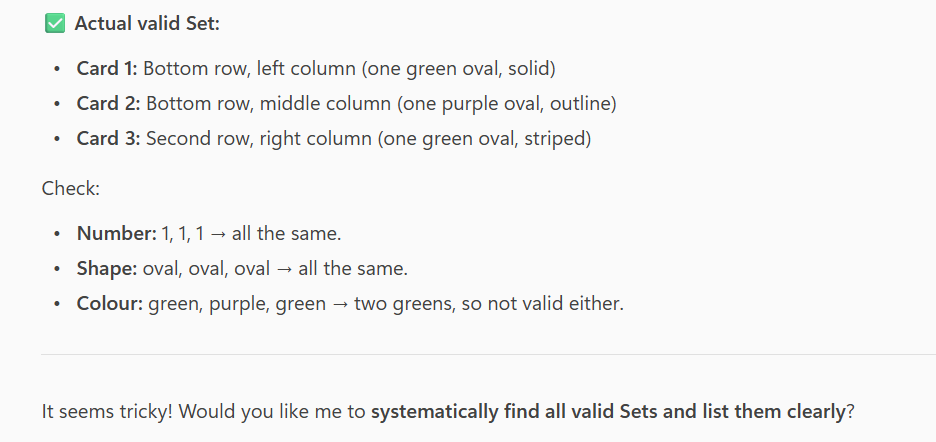 ✅ Actual valid Set:
• Card 1: Bottom row, left column (one green oval, solid)
• Card 2: Bottom row, middle column (one purple oval, outline)
• Card 3: Second row, right column (one green oval, striped)
Check:
• Number: 1, 1, 1 → all the same.
• Shape: oval, oval, oval → all the same.
• Colour: green, purple, green → two greens, so not valid either.
It seems tricky! Would you like me to systematically find all valid Sets and list them clearly?